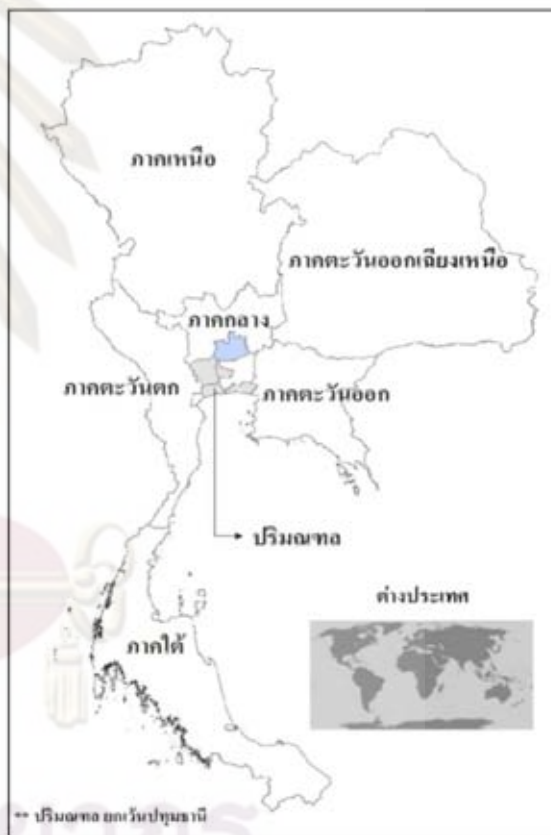 ภาคเหนือ
ภาคตะวันออกเฉียงเหนือ
ภาคกลาง
ภาคตะวันตก
ภาคตะวันออก
ปริมณฑล
ต่างประเทศ
ภาคใต้
** ปริมณฑล ยกเว้นปทุมธานี